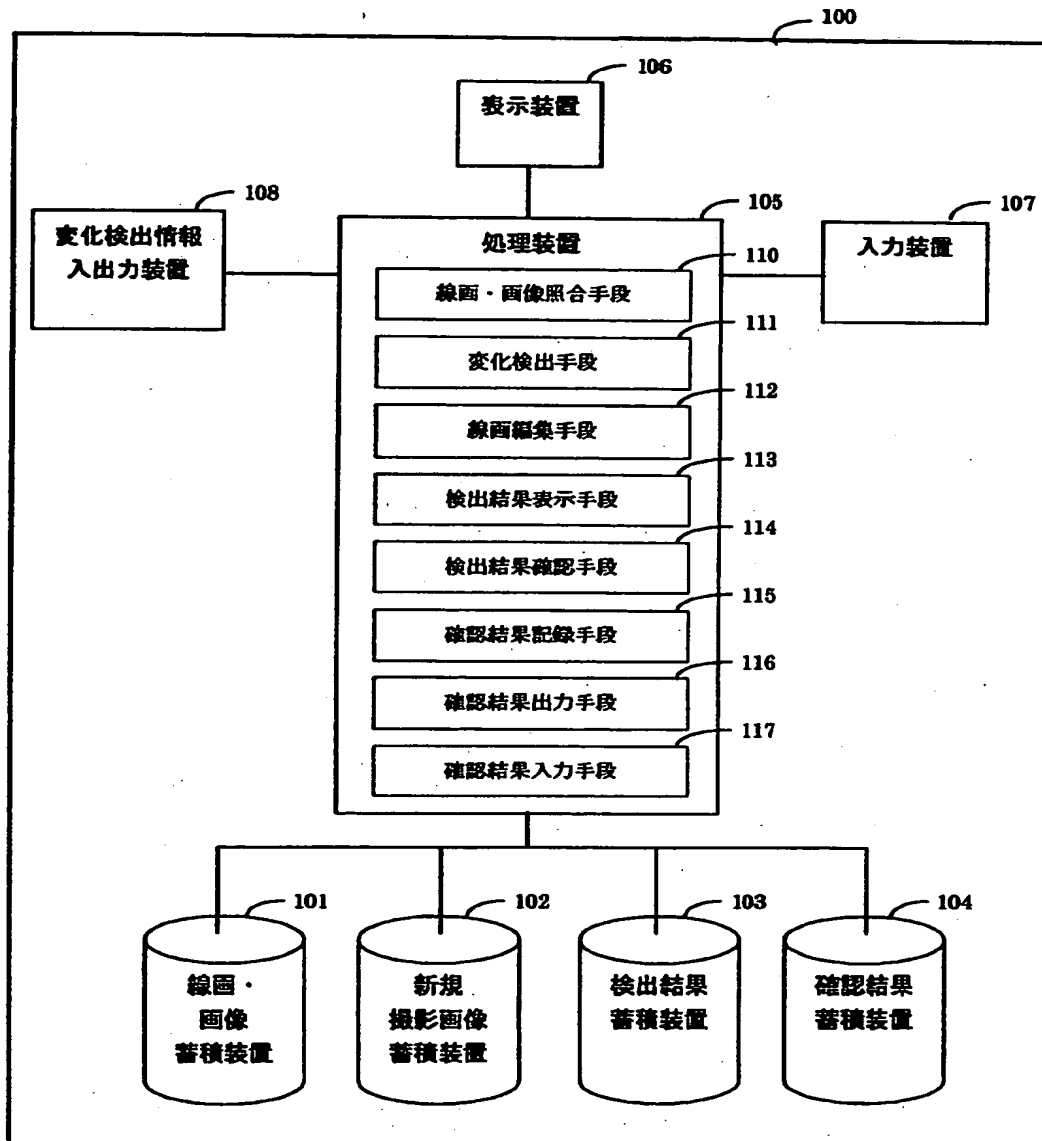 100
106
表示装置
108
変化検出情報
入出力装置
105
処理装置
107
入力装置
110
線画・画像照合手段
111
変化検出手段
112
線画編集手段
113
検出結果表示手段
114
検出結果確認手段
115
確認結果記録手段
116
確認結果出力手段
117
確認結果入力手段
101
線画・
画像
蓄積装置
102
新規
撮影画像
蓄積装置
103
検出結果
蓄積装置
104
確認結果
蓄積装置